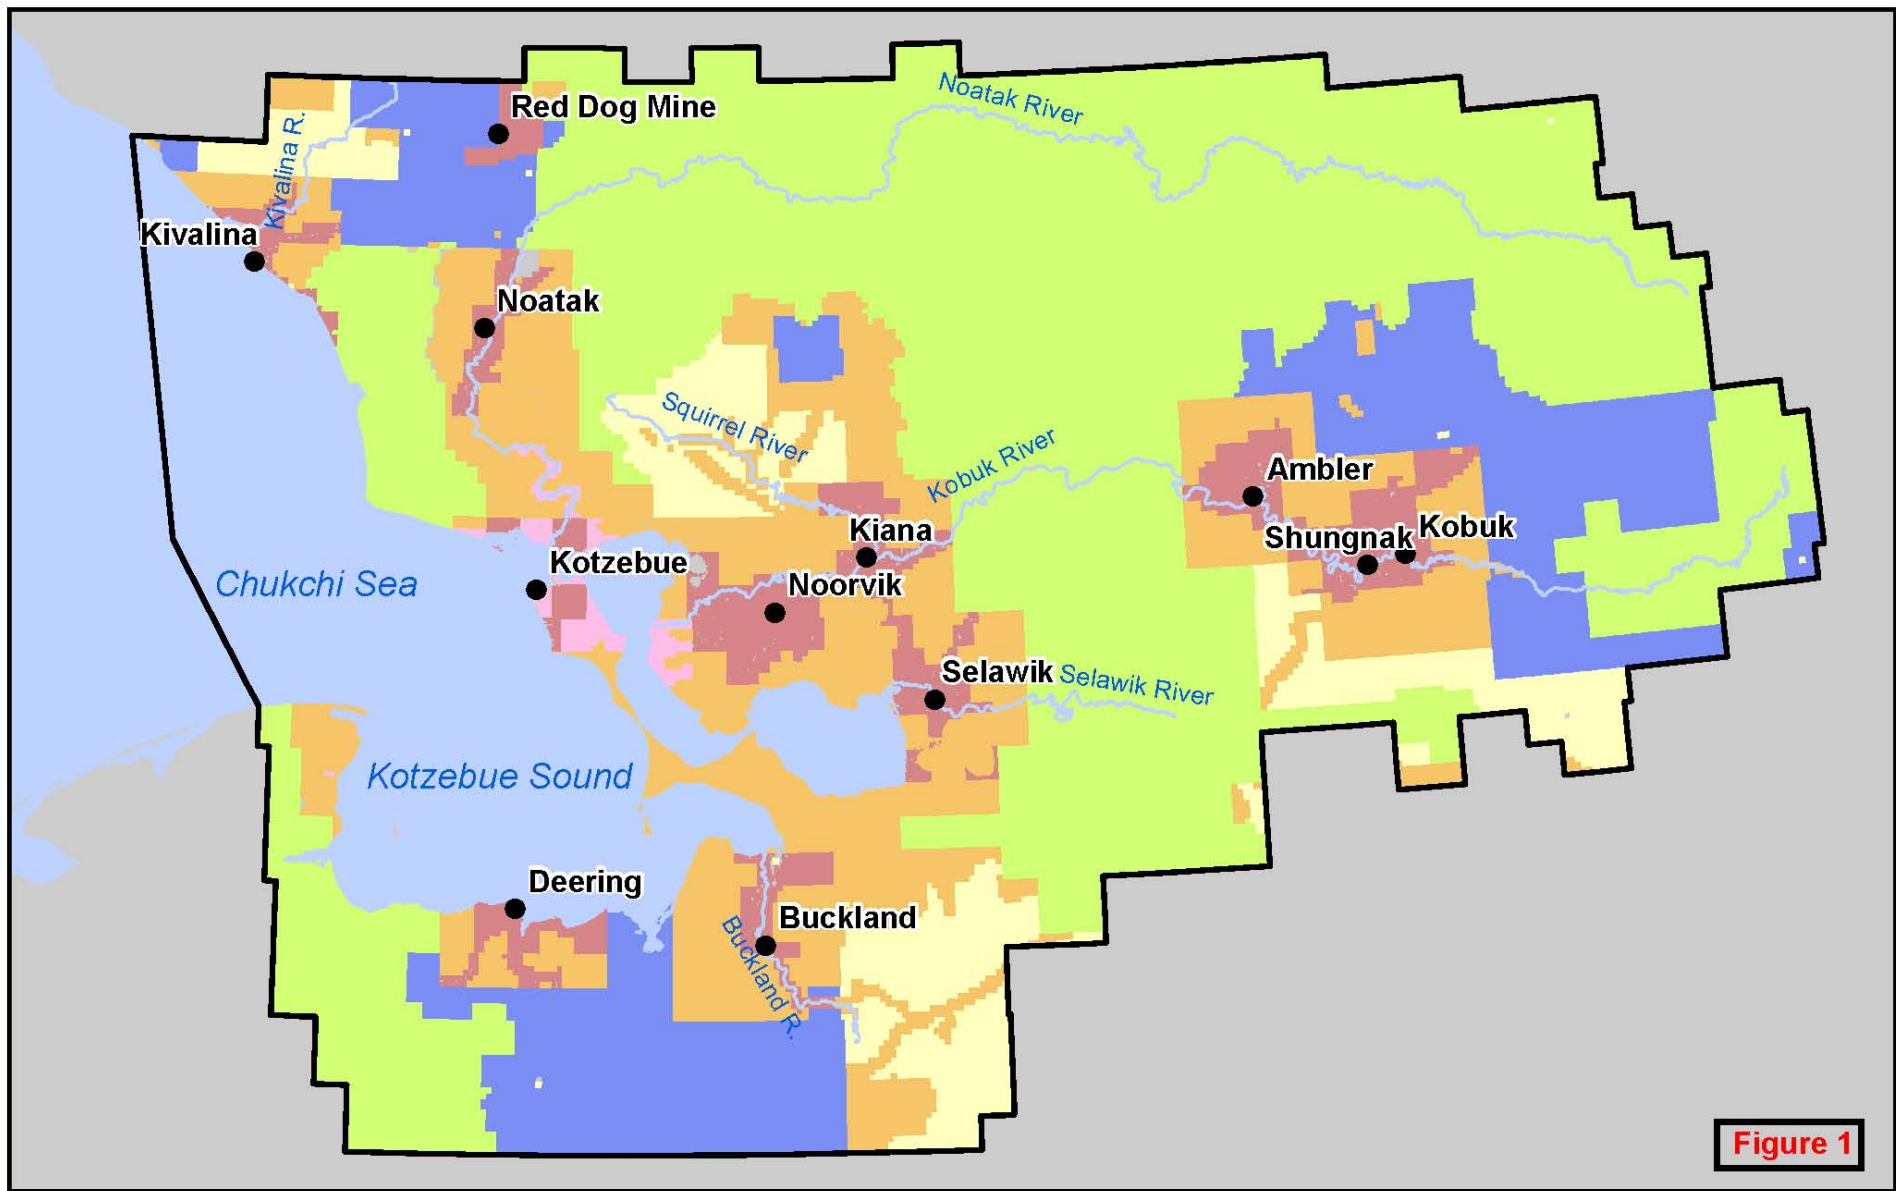 Noatak River
Red Dog Mine
Kivalina R.
Kivalina
Noatak
Squirrel River
Kobuk River
Ambler
Kiana
Shungnak
Kobuk
Kotzebue
Chukchi Sea
Noorvik
Selawik
Selawik River
Kotzebue Sound
Deering
Buckland
Buckland R.
Figure 1